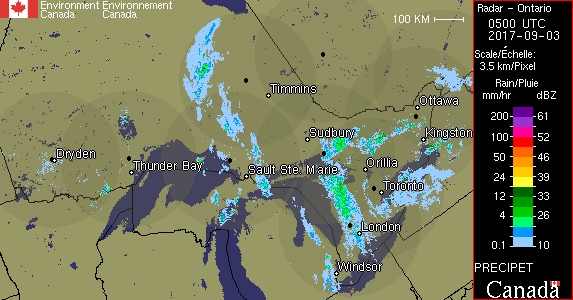 Environment Environnement
Canada Canada
100 KM
Timmins
Ottawa
Sudbury
Kingston
Dryden
Thunder Bay
Sault Ste. Marie
Orillia
Toronto
London
Windsor
Radar - Ontario
0500 UTC
2017-09-03
Scale/Échelle:
3.5 km/Pixel
Rain/Pluie
mm/hr dBZ
200 61
100 52
50 46
24 39
12 33
4 26
0.1 10
PRECIPET
Canada